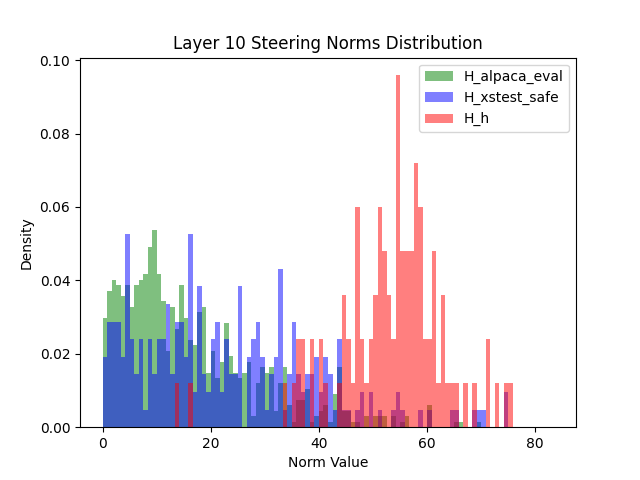 Layer 10 Steering Norms Distribution
H_alpaca_eval
H_xstest_safe
H_h
Density
0.10
0.08
0.06
0.04
0.02
0.00
0
20
40
60
80
Norm Value